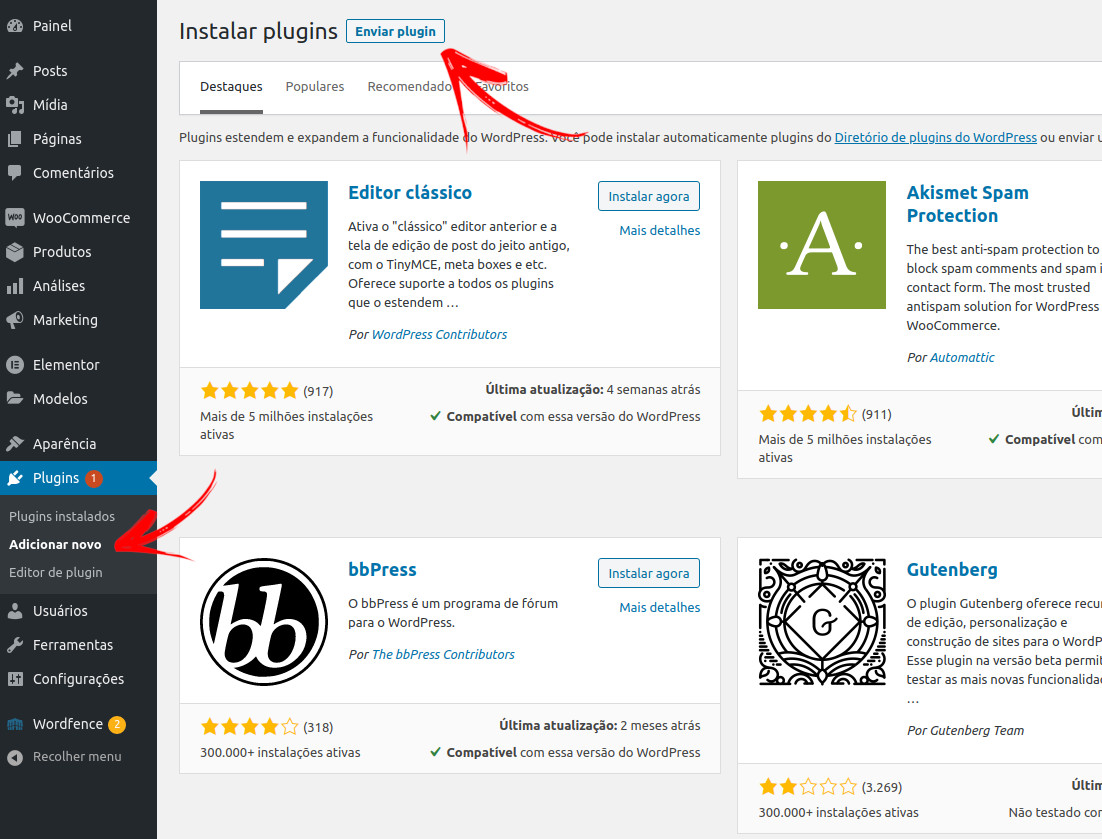 Painel
Posts
Mídia
Páginas
Comentários
WooCommerce
Produtos
Análises
Marketing
Elementor
Modelos
Aparência
Plugins 1
Plugins instalados
Adicionar novo
Editor de plugin
Usuários
Ferramentas
Configurações
Wordfence 2
Recolher menu
Instalar plugins Enviar plugin
Destaques Populares Recomendado Favoritos
Plugins estendem e expandem a funcionalidade do WordPress. Você pode instalar automaticamente plugins do Diretório de plugins do WordPress ou enviar u
Editor clássico
Instalar agora
Mais detalhes
Ativa o "clássico" editor anterior e a
tela de edição de post do jeito antigo,
com o TinyMCE, meta boxes e etc.
Oferece suporte a todos os plugins
que o estendem …
Por WordPress Contributors
(917)
Última atualização: 4 semanas atrás
Mais de 5 milhões instalações
ativas
Compatível com essa versão do WordPress
A
Akismet Spam
Protection
The best anti-spam protection to
block spam comments and spam i
contact form. The most trusted
antispam solution for WordPress
WooCommerce.
Por Automattic
(911)
Últim
Mais de 5 milhões instalações
ativas
Compatível com
bb
bbPress
Instalar agora
Mais detalhes
O bbPress é um programa de fórum
para o WordPress.
Por The bbPress Contributors
(318)
Última atualização: 2 meses atrás
300.000+ instalações ativas
Compatível com essa versão do WordPress
G
Gutenberg
O plugin Gutenberg oferece recu
de edição, personalização e
construção de sites para o WordP
Esse plugin na versão beta permit
testar as mais novas funcionalida
…
Por Gutenberg Team
(3.269)
Últim
300.000+ instalações ativas
Não testado con